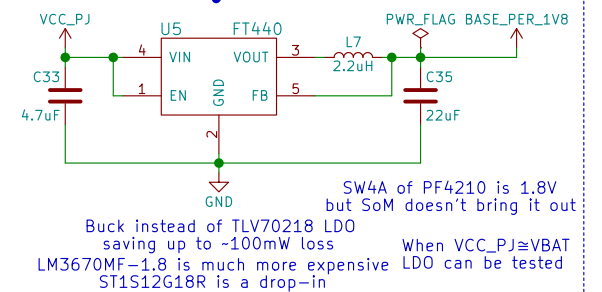 VCC_PJ
PWR_FLAG BASE_PER_1V8
U5 FT440
4 VIN VOUT 3
L7
2.2uH
C33
4.7uF
1 EN FB 5
GND
2
C35
22uF
GND
SW4A of PF4210 is 1.8V
but SoM doesn't bring it out
Buck instead of TLV70218 LDO
saving up to ~100mW loss
LM3670MF-1.8 is much more expensive
ST1S12G18R is a drop-in
When VCC_PJ≅VBAT
LDO can be tested